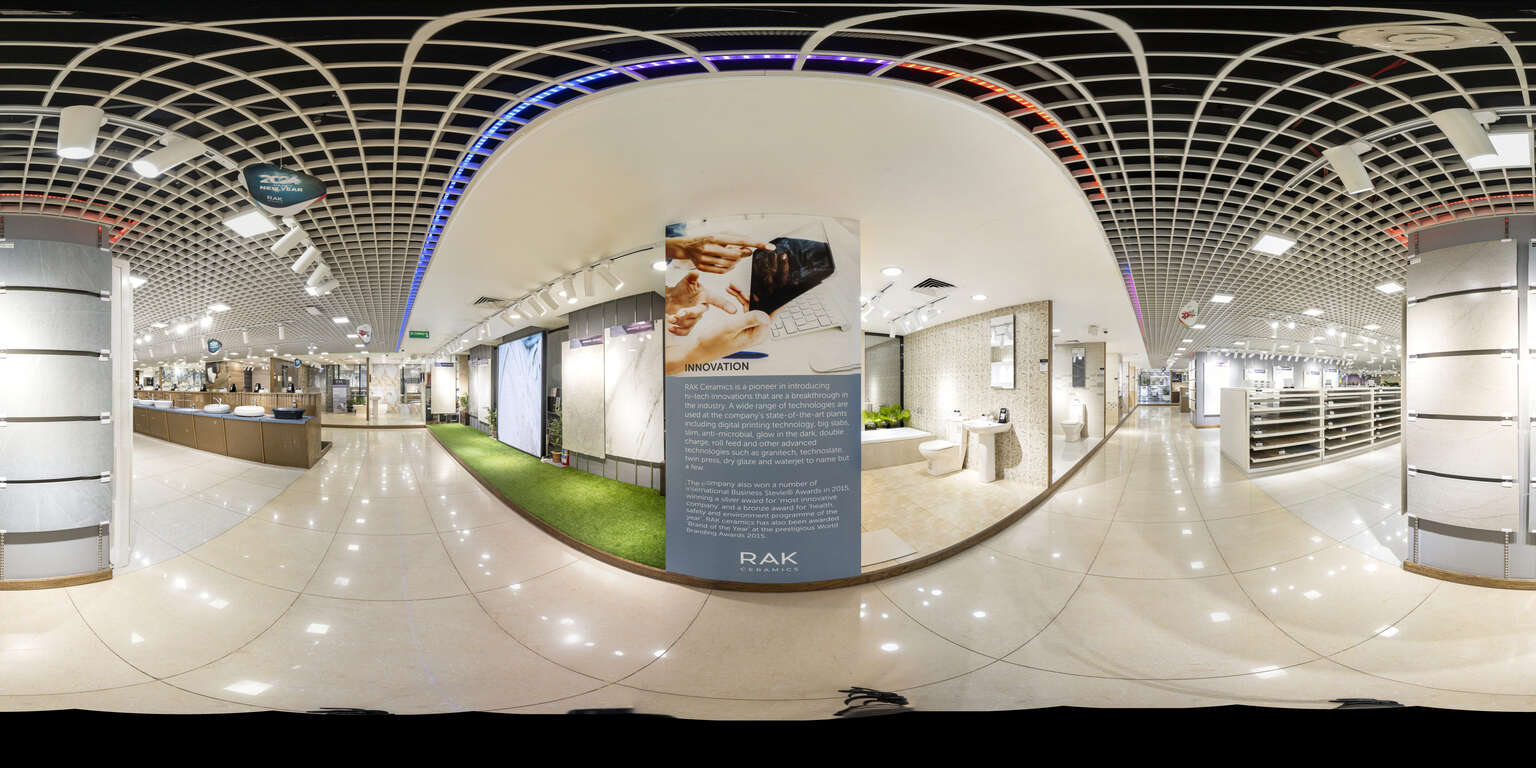 2024
NEW YEAR
RAK
INNOVATION
RAK Ceramics is a pioneer in introducing
hi-tech innovations that are a breakthrough in
the industry. A wide range of technologies are
used at the company's state-of-the-art plants
including digital printing technology, big slabs,
slim, anti-microbial, glow in the dark, double
charge, roll feed and other advanced
technologies such as granitech, technoslate,
twin press, dry glaze and waterjet to name but
a few.
The company also won a number of
International Business Stevie® Awards in 2015,
winning a silver award for 'most innovative
company' and a bronze award for 'health,
safety and environment programme of the
year'. RAK ceramics has also been awarded
'Brand of the Year' at the prestigious World
Branding Awards 2015.
RAK
CERAMICS